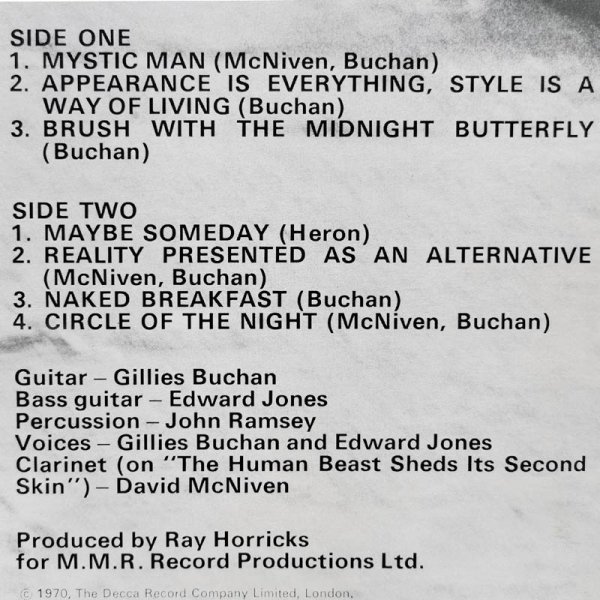 SIDE ONE
1. MYSTIC MAN (McNiven, Buchan)
2. APPEARANCE IS EVERYTHING, STYLE IS A
WAY OF LIVING (Buchan)
3. BRUSH WITH THE MIDNIGHT BUTTERFLY
(Buchan)
SIDE TWO
1. MAYBE SOMEDAY (Heron)
2. REALITY PRESENTED AS AN ALTERNATIVE
(McNiven, Buchan)
3. NAKED BREAKFAST (Buchan)
4. CIRCLE OF THE NIGHT (McNiven, Buchan)
Guitar – Gillies Buchan
Bass guitar – Edward Jones
Percussion – John Ramsey
Voices – Gillies Buchan and Edward Jones
Clarinet (on "The Human Beast Sheds Its Second
Skin") – David McNiven
Produced by Ray Horricks
for M.M.R. Record Productions Ltd.
© 1970, The Decca Record Company Limited, London,